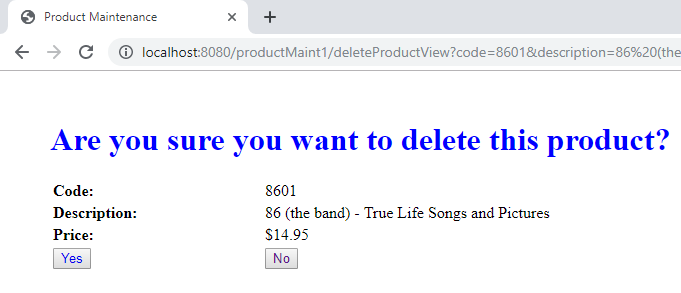 Product Maintenance
localhost:8080/productMaint1/deleteProductView?code=8601&description=86%20(the
Are you sure you want to delete this product?
Code: 8601
Description: 86 (the band) - True Life Songs and Pictures
Price: $14.95
Yes No